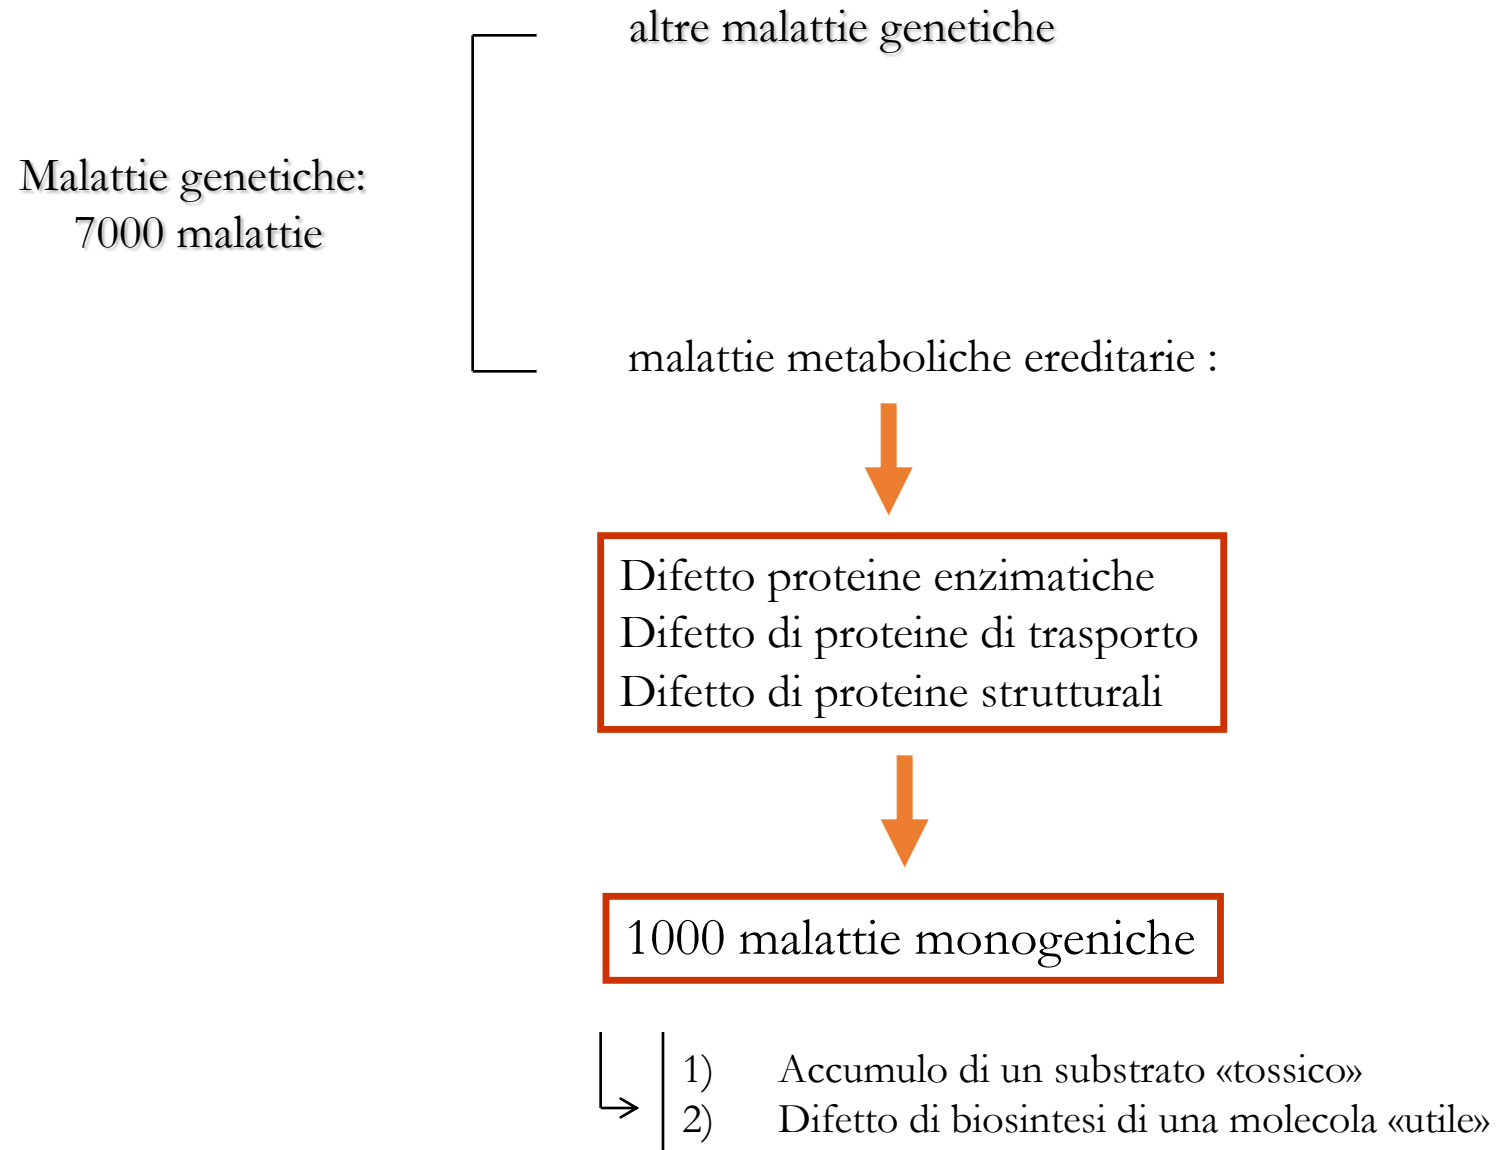 altre malattie genetiche
Malattie genetiche:
7000 malattie
malattie metaboliche ereditarie :
Difetto proteine enzimatiche
Difetto di proteine di trasporto
Difetto di proteine strutturali
1000 malattie monogeniche
1) Accumulo di un substrato «tossico»
2) Difetto di biosintesi di una molecola «utile»